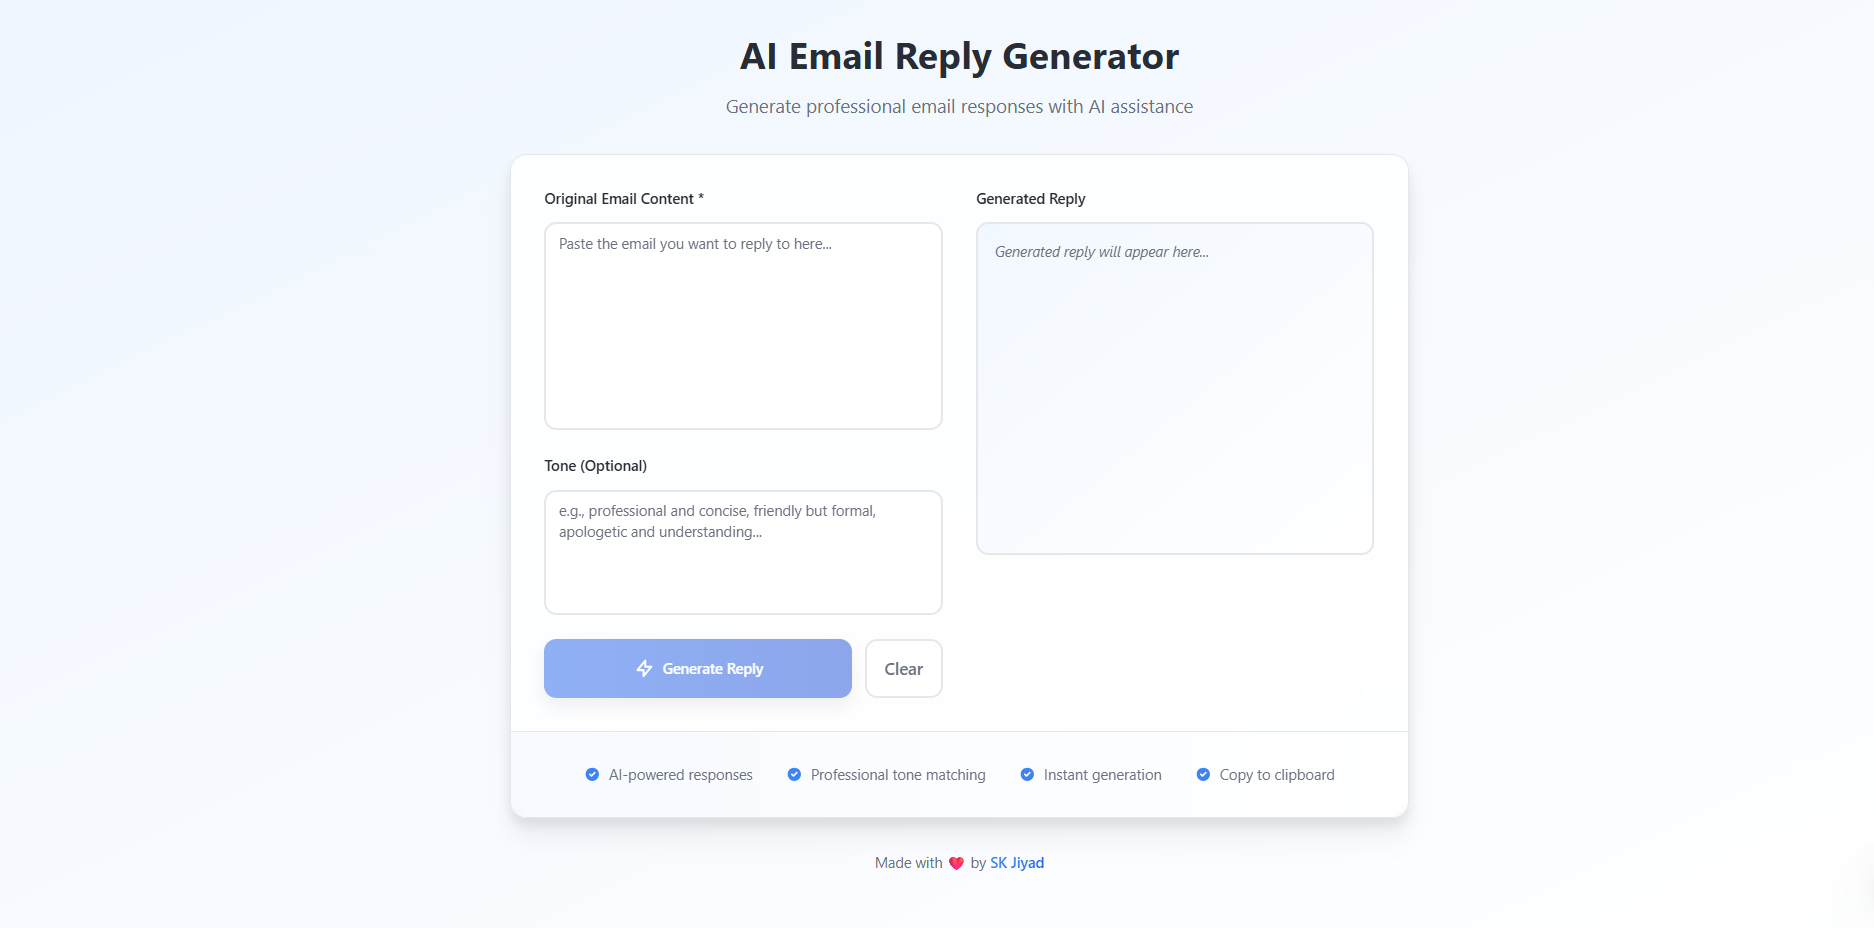 AI Email Reply Generator
Generate professional email responses with AI assistance
Original Email Content *
Paste the email you want to reply to here...
Tone (Optional)
e.g., professional and concise, friendly but formal,
apologetic and understanding...
Generate Reply
Clear
Generated Reply
Generated reply will appear here...
AI-powered responses
Professional tone matching
Instant generation
Copy to clipboard
Made with ❤️ by SK Jiyad